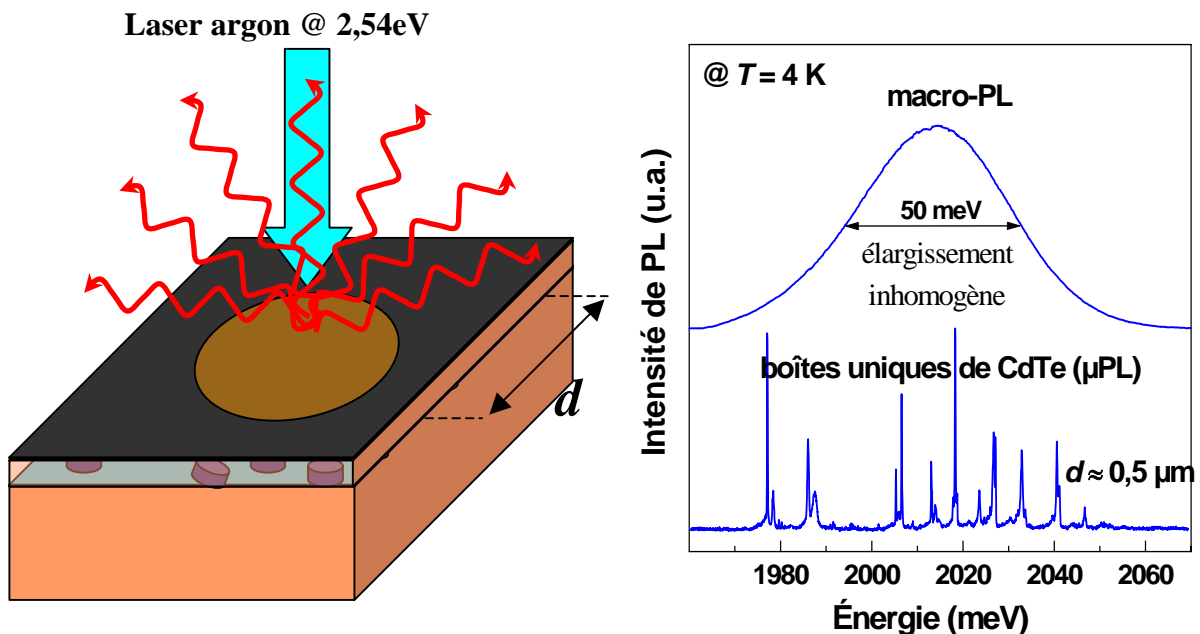 Laser argon @ 2,54eV
d
@ T = 4 K
macro-PL
50 meV
élargissement
inhomogène
boîtes uniques de CdTe (µPL)
d ≈ 0,5 µm
Intensité de PL (u.a.)
1980 2000 2020 2040 2060
Énergie (meV)